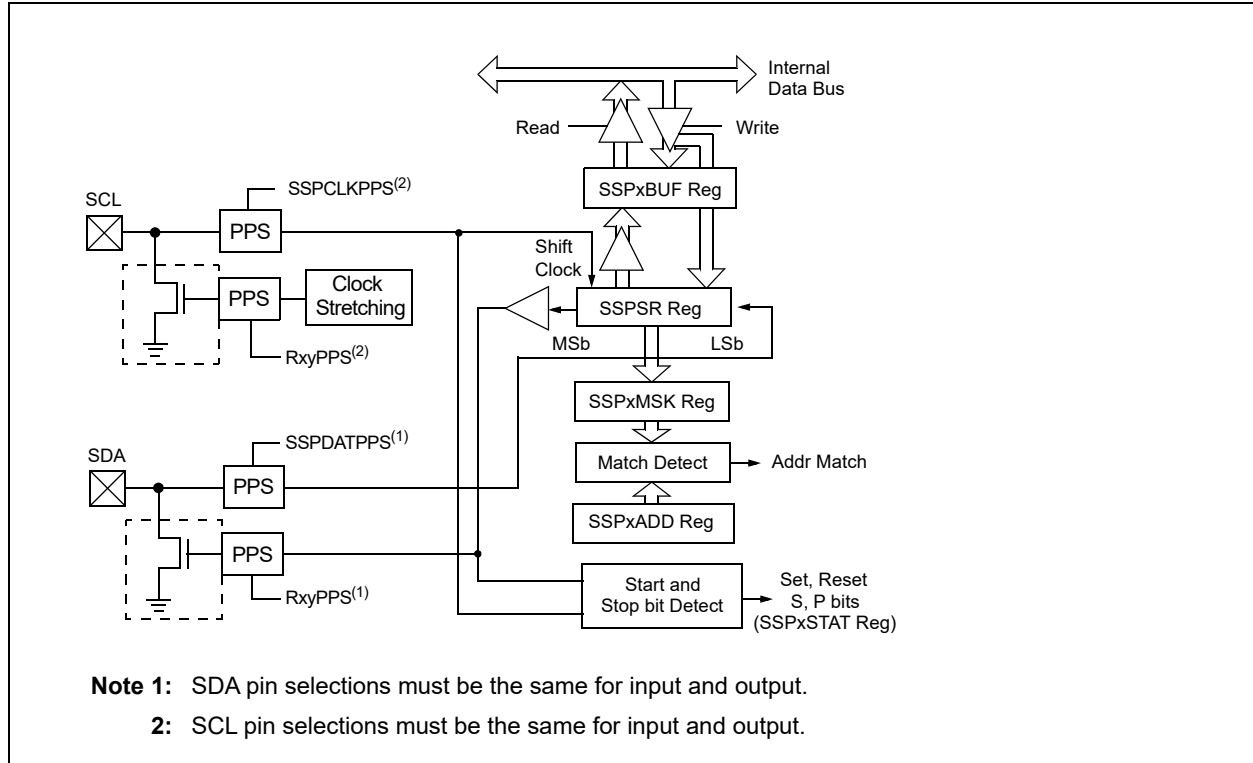 Internal
Data Bus
Read
Write
SSPxBUF Reg
SSPCLKPPS(2)
SCL
PPS
Shift
Clock
PPS
Clock
Stretching
SSPSR Reg
MSb
LSb
RxyPPS(2)
SSPxMSK Reg
SSPDATPPS(1)
SDA
PPS
Match Detect
Addr Match
SSPxADD Reg
PPS
RxyPPS(1)
Start and
Stop bit Detect
Set, Reset
S, P bits
(SSPxSTAT Reg)
Note 1: SDA pin selections must be the same for input and output.
2: SCL pin selections must be the same for input and output.